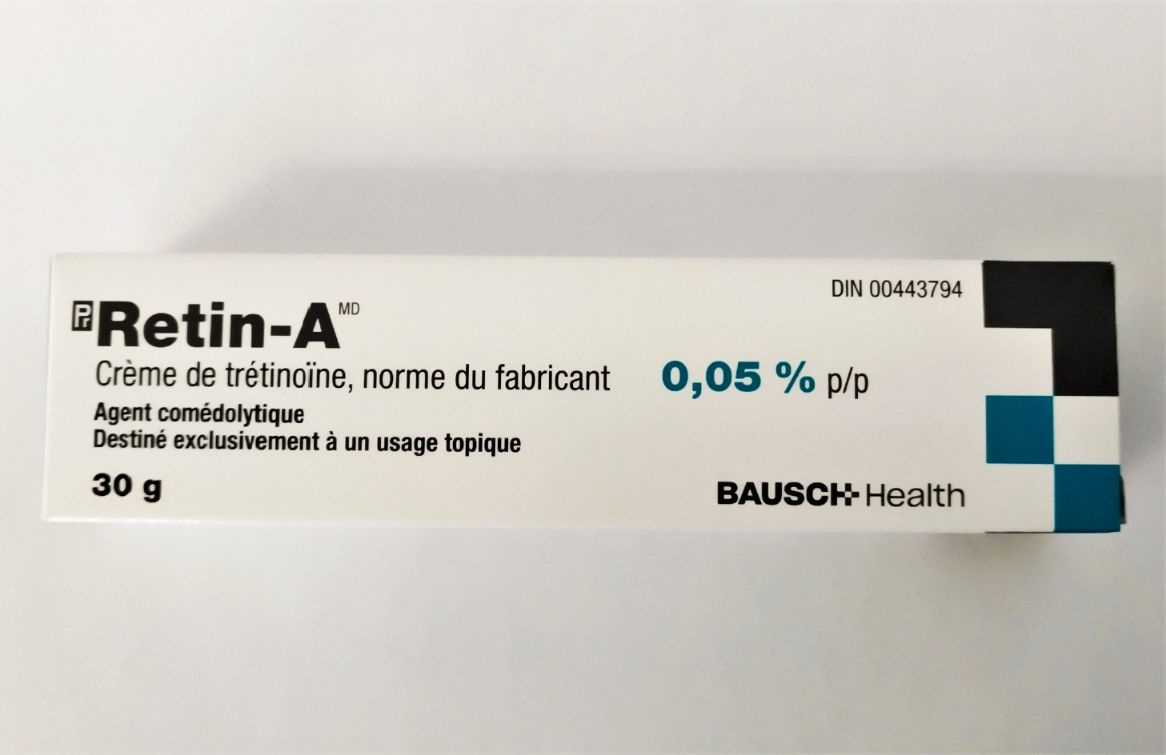 DIN 00443794
Pr Retin-A MD
Crème de trétinoïne, norme du fabricant 0,05 % p/p
Agent comédolytique
Destiné exclusivement à un usage topique
30 g
BAUSCH Health